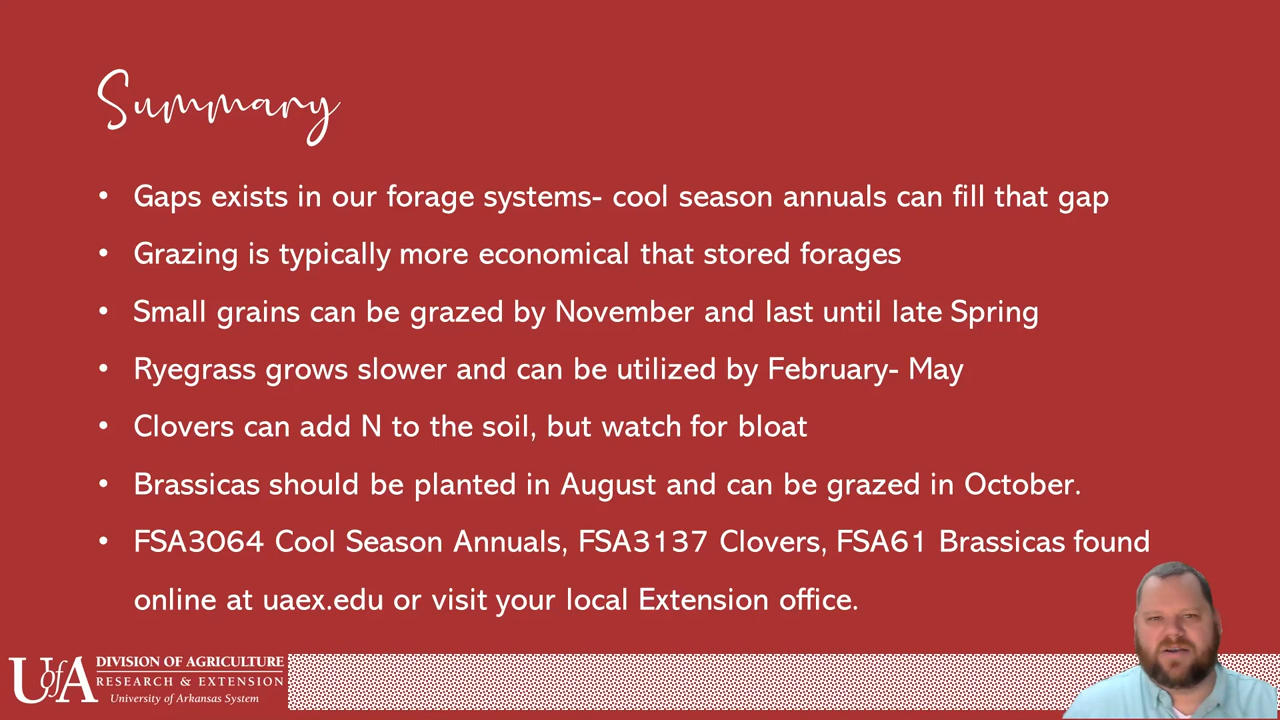 Summary
• Gaps exists in our forage systems- cool season annuals can fill that gap
• Grazing is typically more economical that stored forages
• Small grains can be grazed by November and last until late Spring
• Ryegrass grows slower and can be utilized by February- May
• Clovers can add N to the soil, but watch for bloat
• Brassicas should be planted in August and can be grazed in October.
• FSA3064 Cool Season Annuals, FSA3137 Clovers, FSA61 Brassicas found
online at uaex.edu or visit your local Extension office.
UofA DIVISION OF AGRICULTURE
RESEARCH & EXTENSION
University of Arkansas System